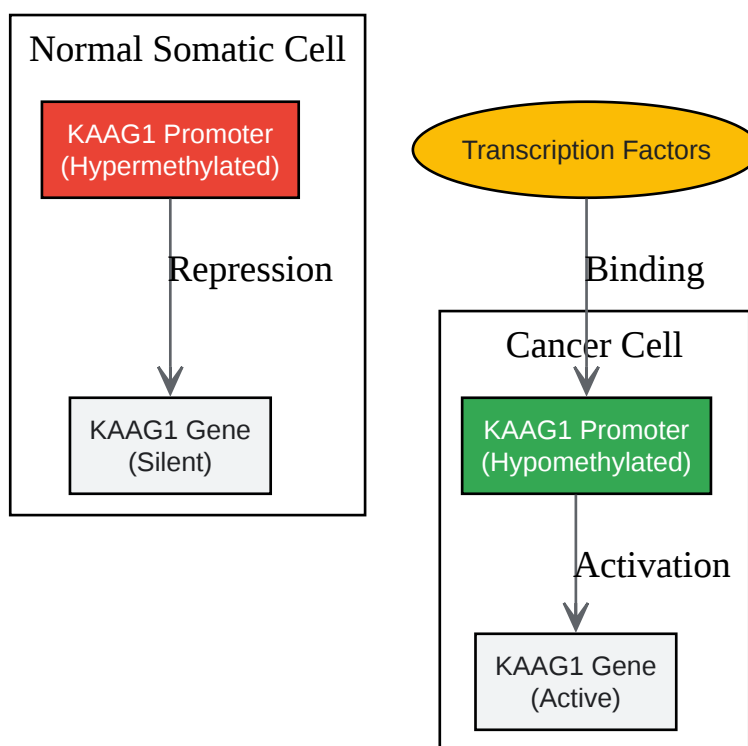 Normal Somatic Cell
KAAG1 Promoter
(Hypermethylated)
Repression
KAAG1 Gene
(Silent)
Transcription Factors
Binding
Cancer Cell
KAAG1 Promoter
(Hypomethylated)
Activation
KAAG1 Gene
(Active)